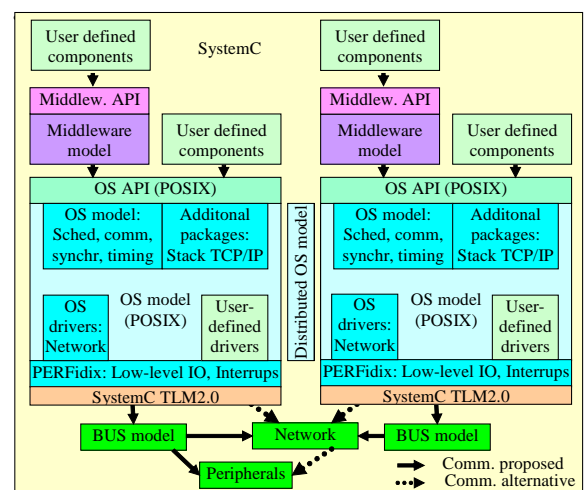 User defined
components
SystemC
User defined
components
Middlew. API
Middleware
model
User defined
components
Middlew. API
Middleware
model
User defined
components
OS API (POSIX)
OS model:
Sched, comm,
synchr, timing
Additonal
packages:
Stack TCP/IP
OS
drivers:
Network
OS model
(POSIX)
User-
defined
drivers
PERFidix: Low-level IO, Interrups
SystemC TLM2.0
Distributed OS model
OS API (POSIX)
OS model:
Sched, comm,
synchr, timing
Additonal
packages:
Stack TCP/IP
OS
drivers:
Network
OS model
(POSIX)
User-
defined
drivers
PERFidix: Low-level IO, Interrups
SystemC TLM2.0
BUS model
Network
BUS model
Peripherals
Comm. proposed
Comm. alternative